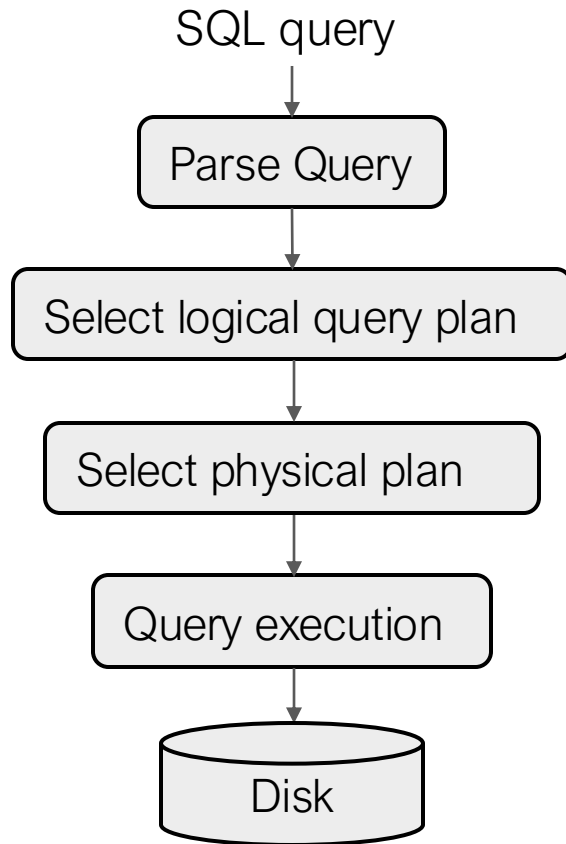 SQL query
Parse Query
Select logical query plan
Select physical plan
Query execution
Disk